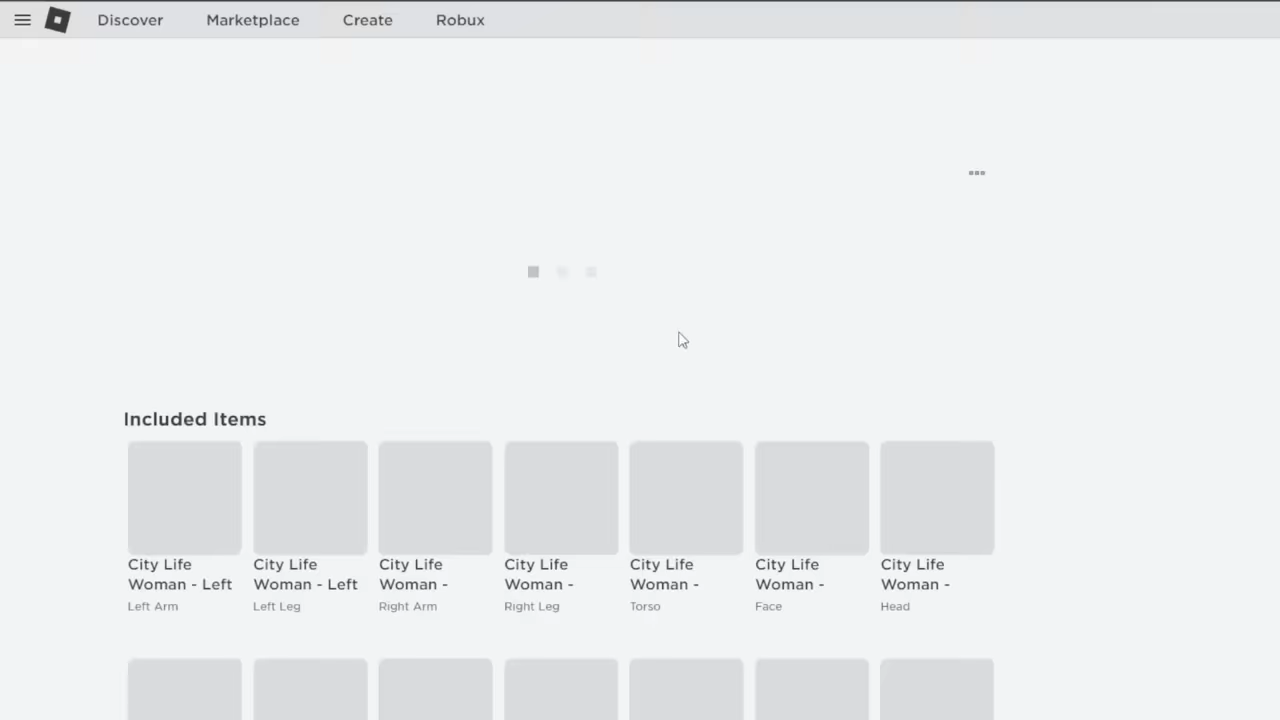 Discover
Marketplace
Create
Robux
Included Items
City Life
Woman - Left
Left Arm
City Life
Woman - Left
Left Leg
City Life
Woman -
Right Arm
City Life
Woman -
Right Leg
City Life
Woman -
Torso
City Life
Woman -
Face
City Life
Woman -
Head